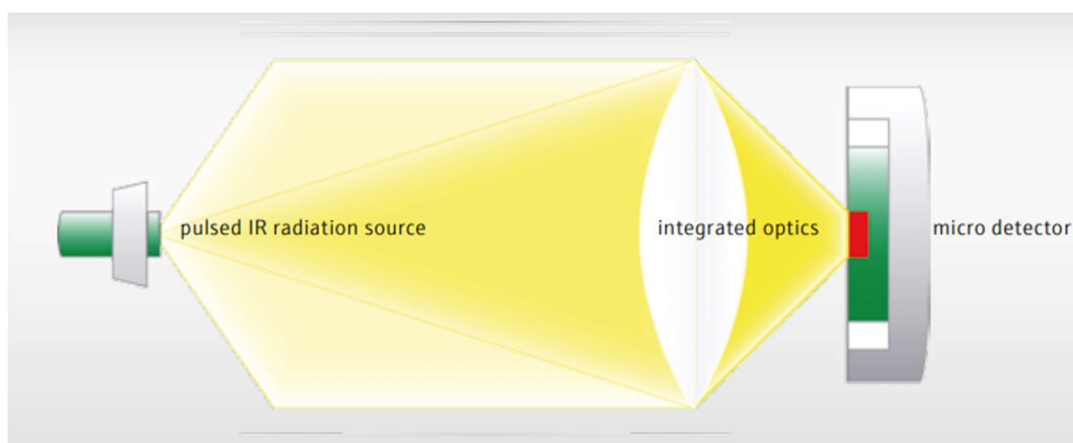 pulsed IR radiation source
integrated optics
micro detector